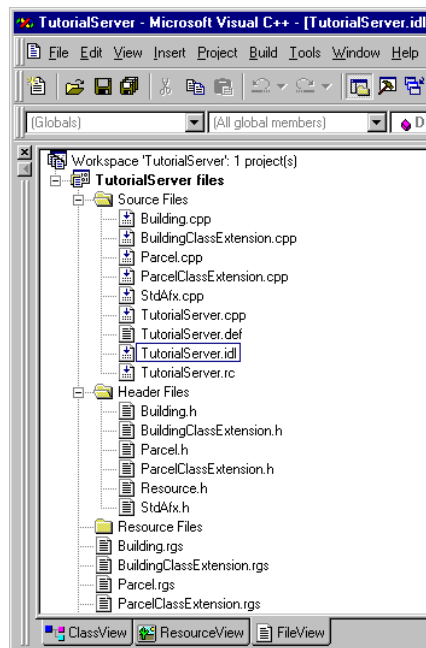 TutorialServer - Microsoft Visual C++ - [TutorialServer.idl
File Edit View Insert Project Build Tools Window Help
(Globals) (All global members) D
Workspace 'TutorialServer': 1 project(s)
TutorialServer files
Source Files
Building.cpp
BuildingClassExtension.cpp
Parcel.cpp
ParcelClassExtension.cpp
StdAfx.cpp
TutorialServer.cpp
TutorialServer.def
TutorialServer.idl
TutorialServer.rc
Header Files
Building.h
BuildingClassExtension.h
Parcel.h
ParcelClassExtension.h
Resource.h
StdAfx.h
Resource Files
Building.rgs
BuildingClassExtension.rgs
Parcel.rgs
ParcelClassExtension.rgs
ClassView ResourceView FileView